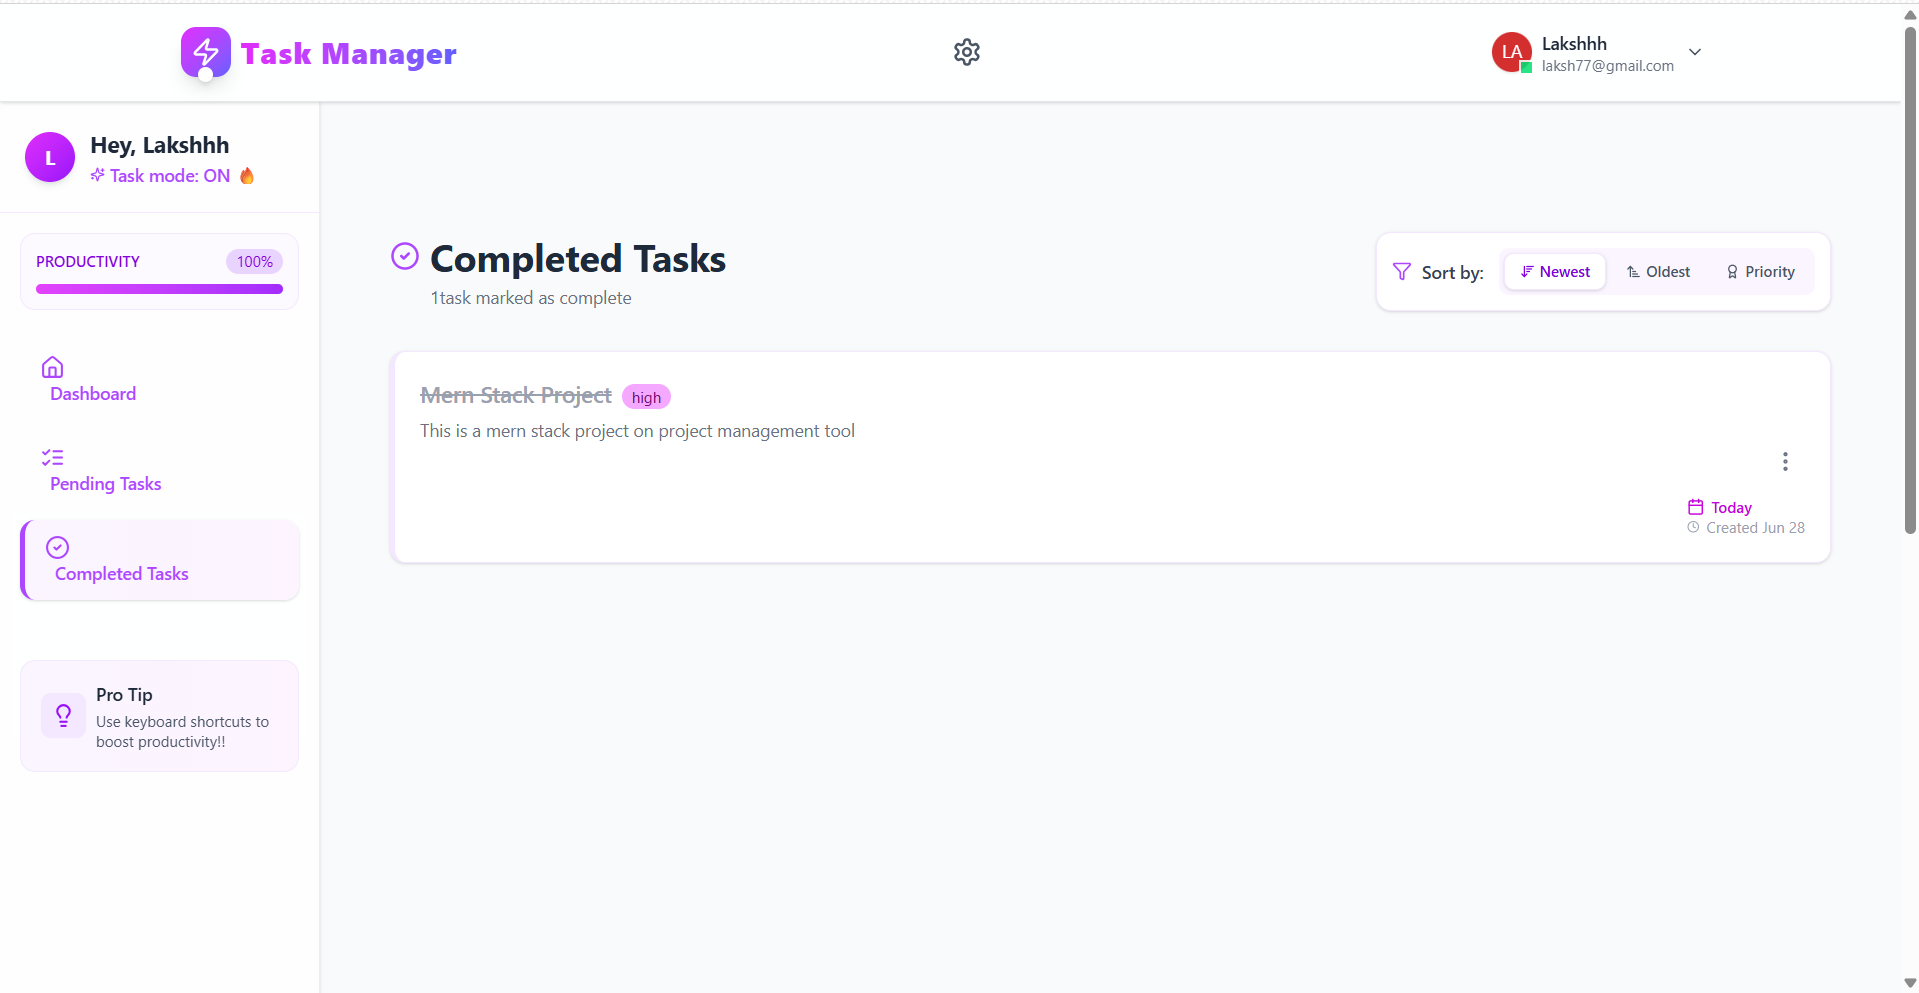 Task Manager
LA
Lakshhh
laksh77@gmail.com
L
Hey, Lakshhh
Task mode: ON 🔥
PRODUCTIVITY 100%
Dashboard
Pending Tasks
Completed Tasks
Pro Tip
Use keyboard shortcuts to
boost productivity!!
Completed Tasks
1task marked as complete
Sort by: Newest Oldest Priority
Mern Stack Project high
This is a mern stack project on project management tool
Today
Created Jun 28